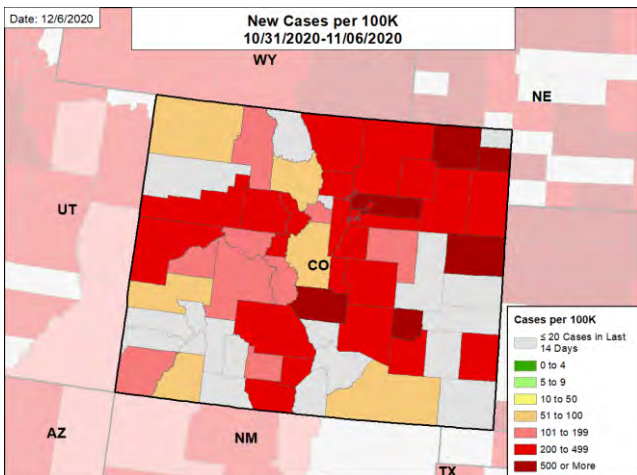 Date: 12/6/2020
New Cases per 100K
10/31/2020-11/06/2020
WY
NE
UT
CO
Cases per 100K
≤ 20 Cases in Last
14 Days
0 to 4
5 to 9
10 to 50
51 to 100
101 to 199
200 to 499
500 or More
AZ
NM
TX